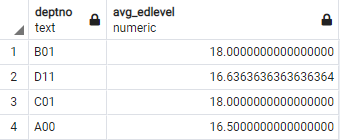 deptno avg_edlevel
text numeric
1 B01 18.0000000000000000
2 D11 16.6363636363636364
3 C01 18.0000000000000000
4 A00 16.5000000000000000